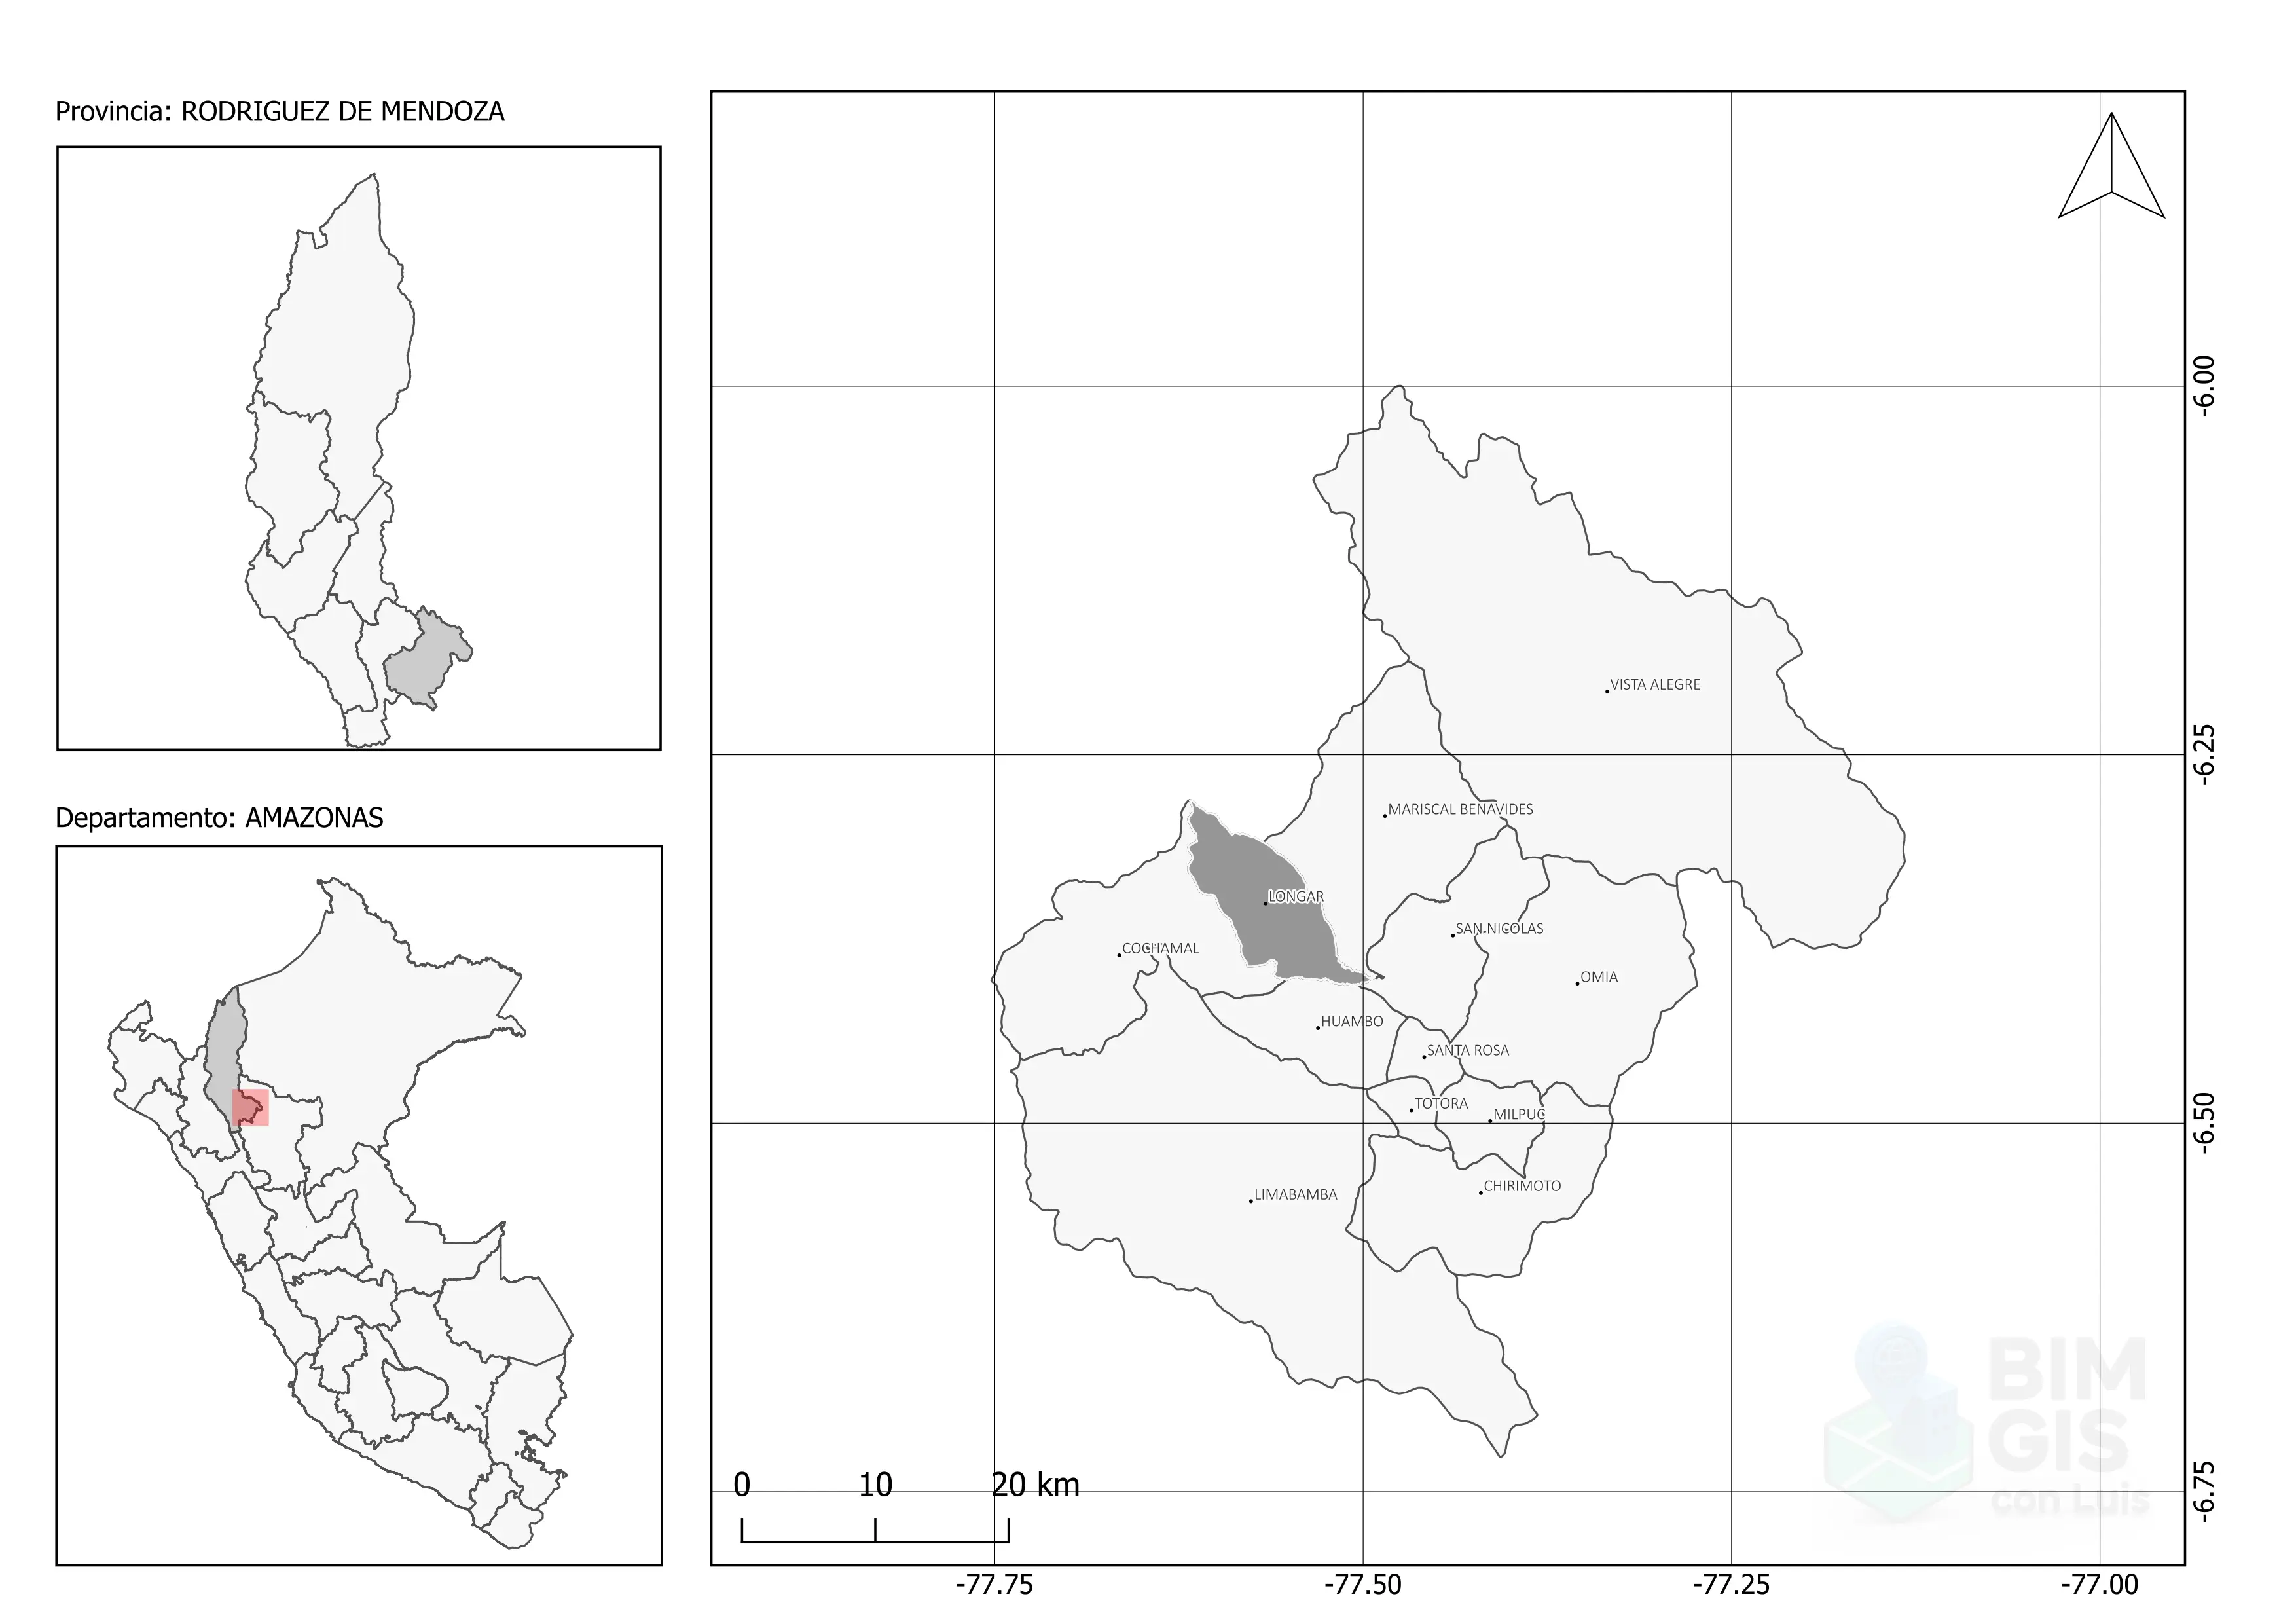 Provincia: RODRIGUEZ DE MENDOZA
Departamento: AMAZONAS
-6.00
VISTA ALEGRE
-6.25
MARISCAL BENAVIDES
LONGAR
SAN NICOLAS
COCHAMAL
OMIA
HUAMBO
SANTA ROSA
TOTORA
MILPUC
-6.50
CHIRIMOTO
LIMABAMBA
BIM
GIS
con Luis
0 10 20 km
-6.75
-77.75 -77.50 -77.25 -77.00